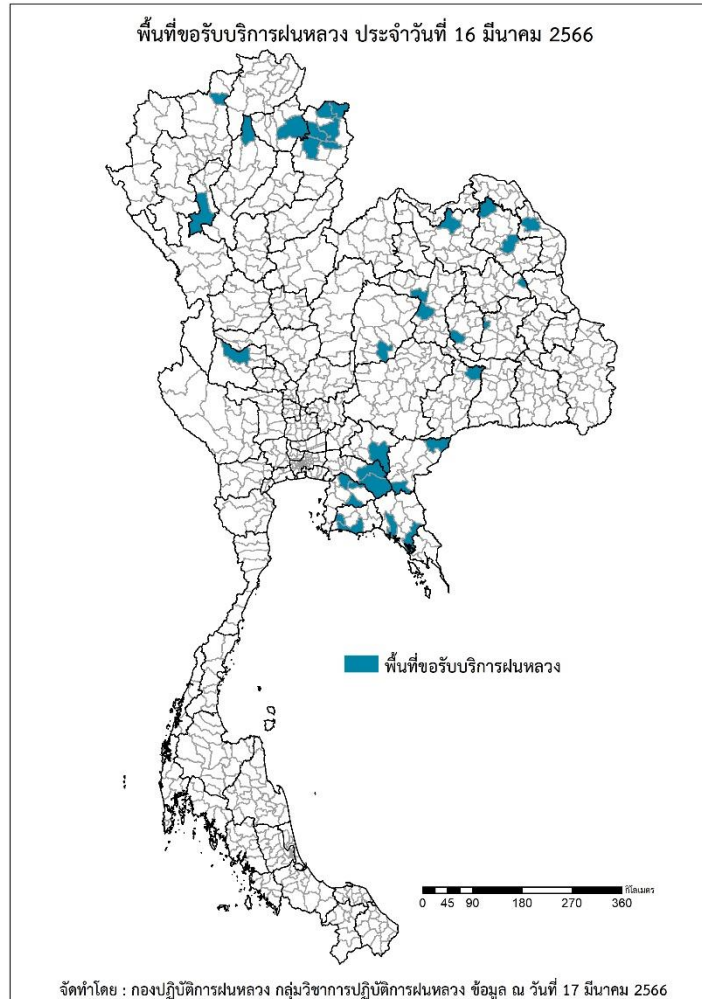 พื้นที่ขอรับบริการฝนหลวง ประจำวันที่ 16 มีนาคม 2566
พื้นที่ขอรับบริการฝนหลวง
กิโลเมตร
0 45 90 180 270 360
จัดทำโดย : กองปฏิบัติการฝนหลวง กลุ่มวิชาการปฏิบัติการฝนหลวง ข้อมูล ณ วันที่ 17 มีนาคม 2566